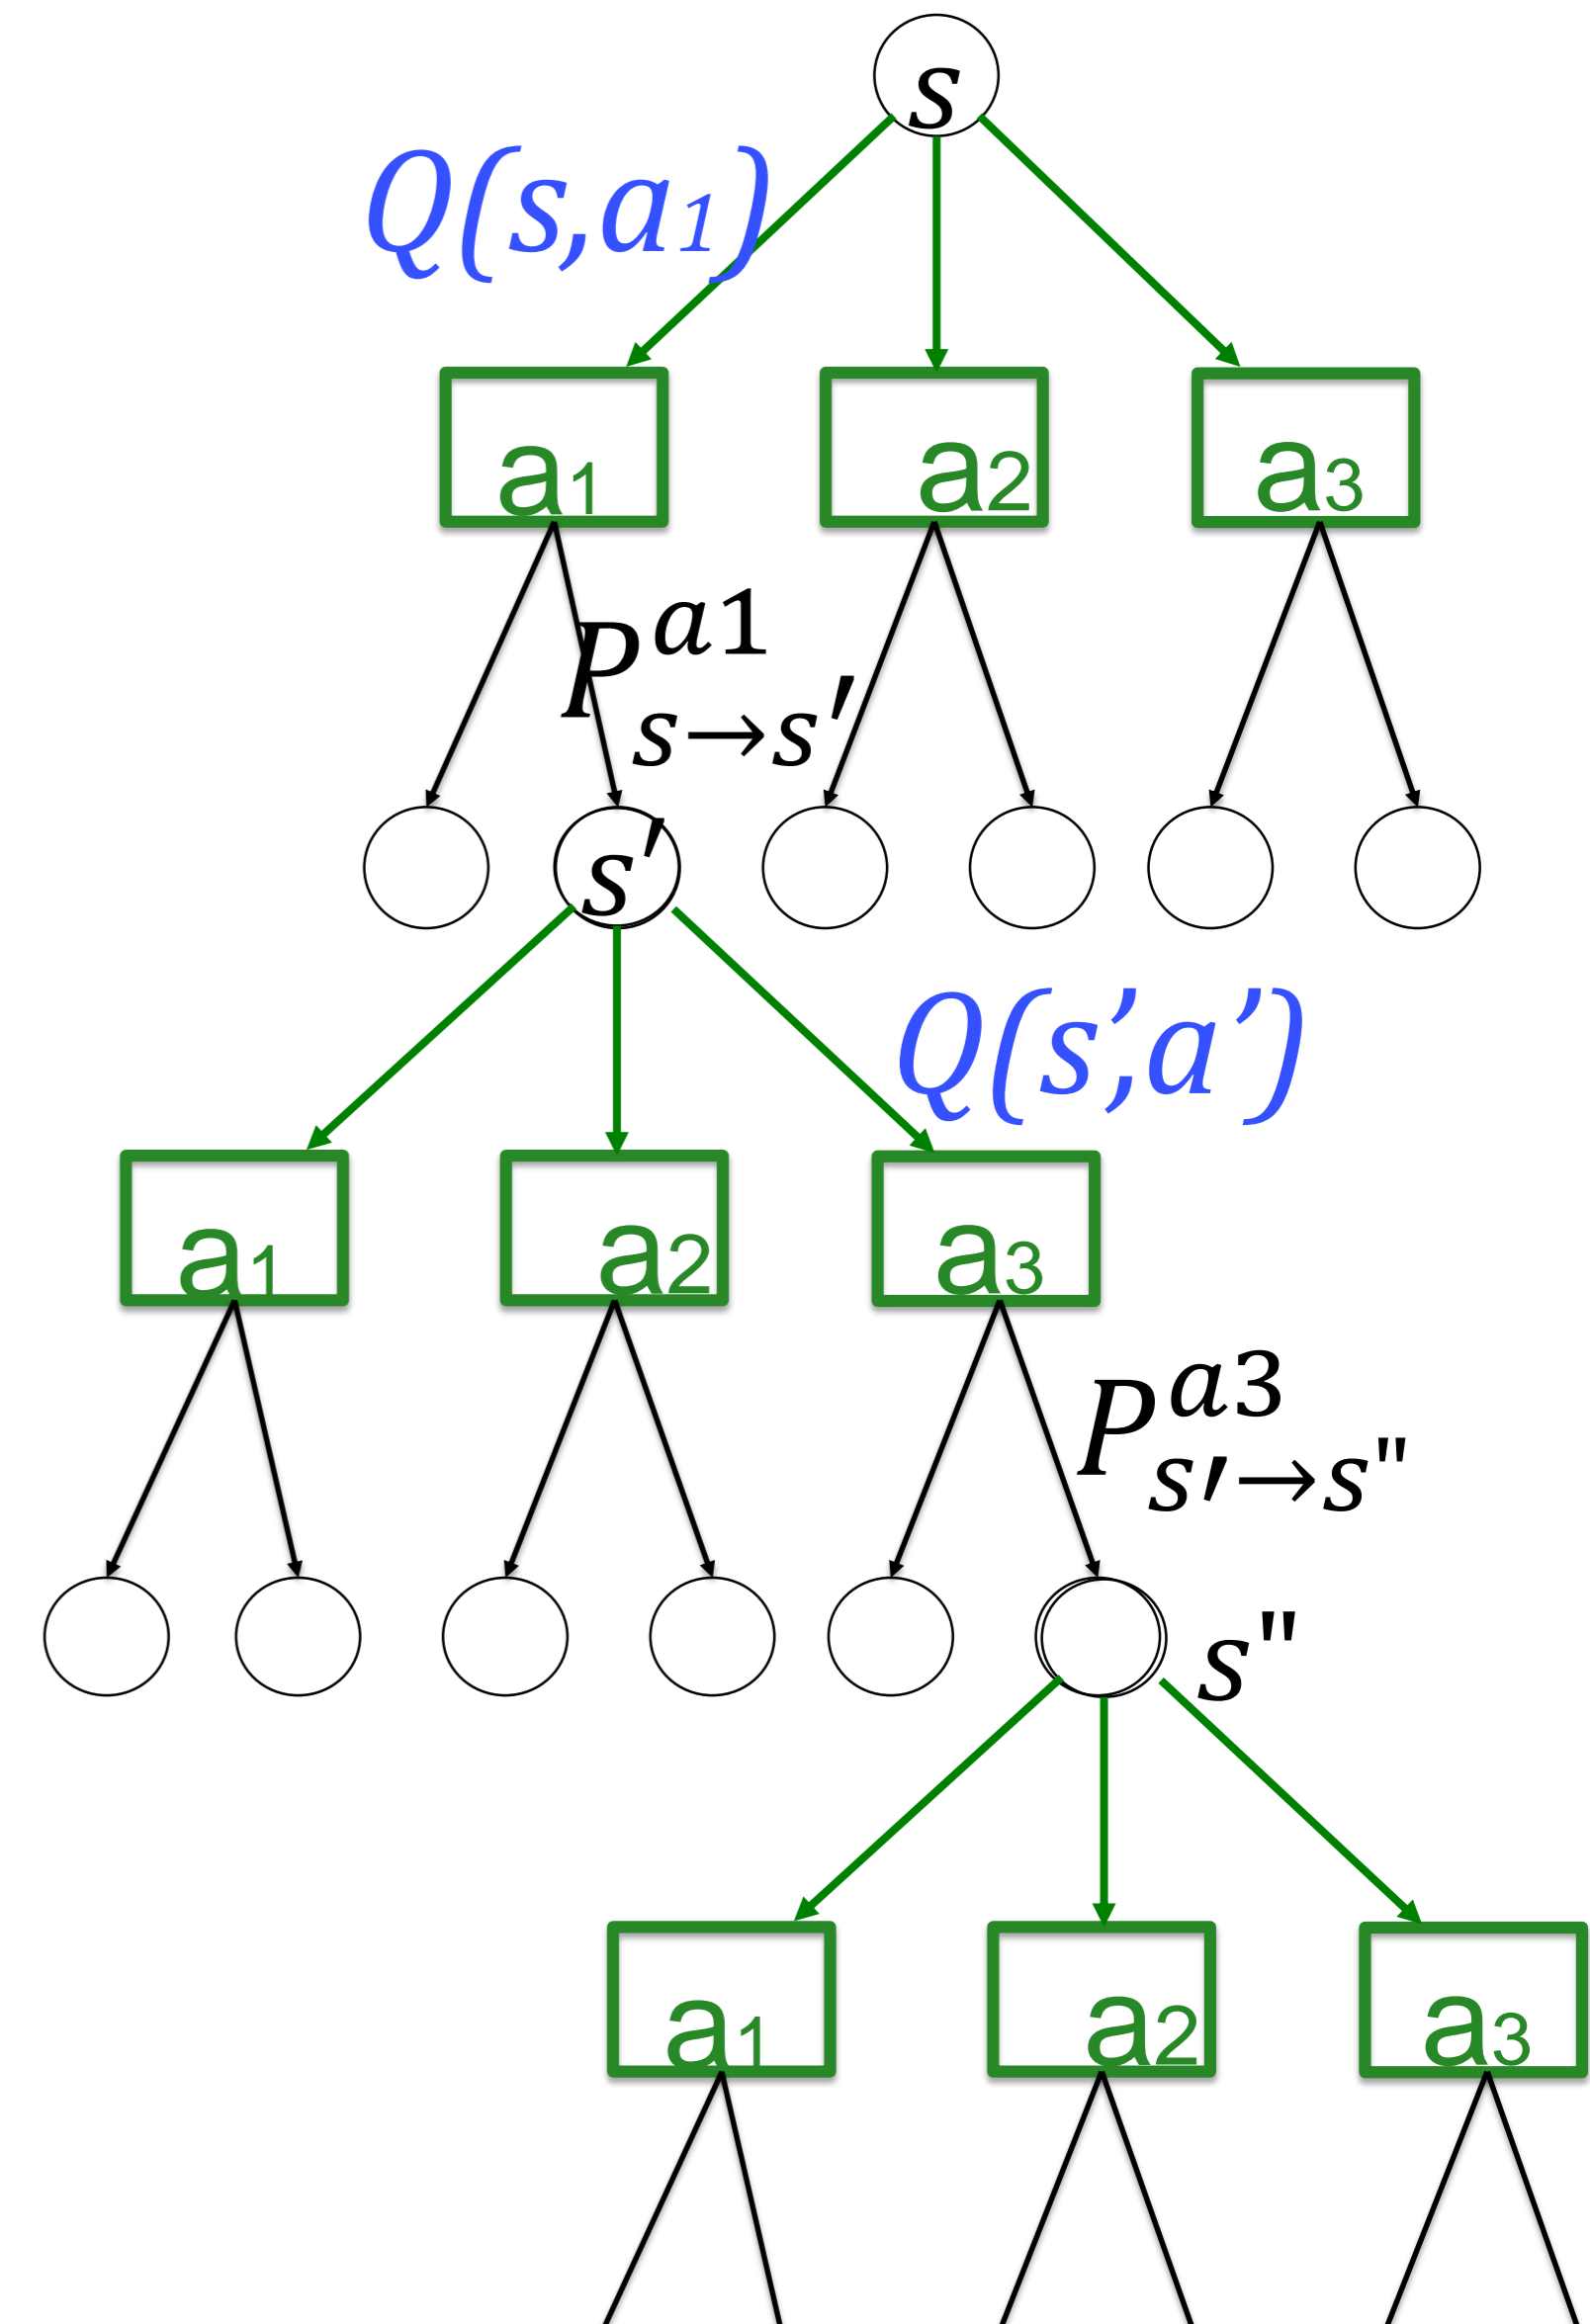 s
Q(s,a1)
a1 a2 a3
P a1 s→s'
s'
Q(s’,a’)
a1 a2 a3
P a3 s′→s"
s"
a1 a2 a3